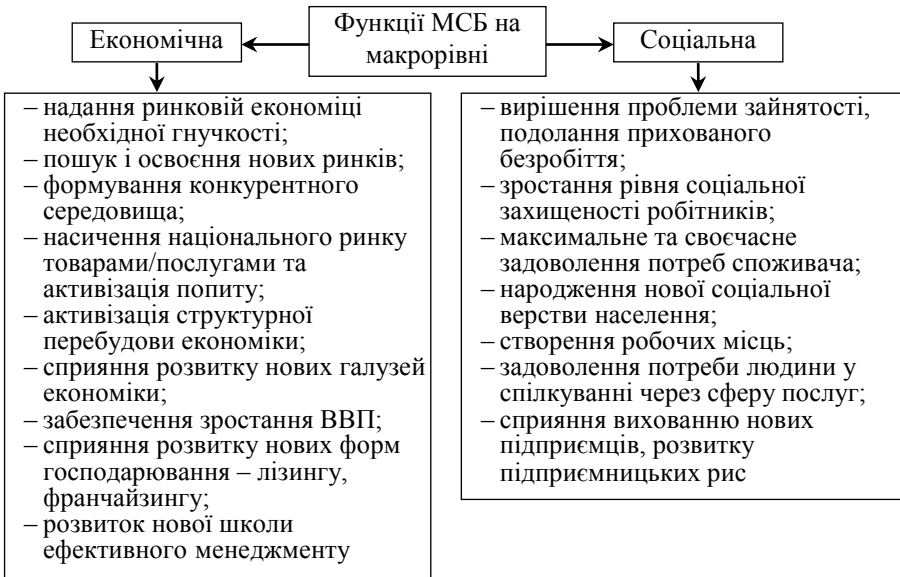 Функції МСБ на
макрорівні
Економічна
Соціальна
– надання ринковій економіці
необхідної гнучкості;
– пошук і освоєння нових ринків;
– формування конкурентного
середовища;
– насичення національного ринку
товарами/послугами та
активізація попиту;
– активізація структурної
перебудови економіки;
– сприяння розвитку нових галузей
економіки;
– забезпечення зростання ВВП;
– сприяння розвитку нових форм
господарювання – лізингу,
франчайзингу;
– розвиток нової школи
ефективного менеджменту
– вирішення проблеми зайнятості,
подолання прихованого
безробіття;
– зростання рівня соціальної
захищеності робітників;
– максимальне та своєчасне
задоволення потреб споживача;
– народження нової соціальної
верстви населення;
– створення робочих місць;
– задоволення потреби людини у
спілкуванні через сферу послуг;
– сприяння вихованню нових
підприємців, розвитку
підприємницьких рис